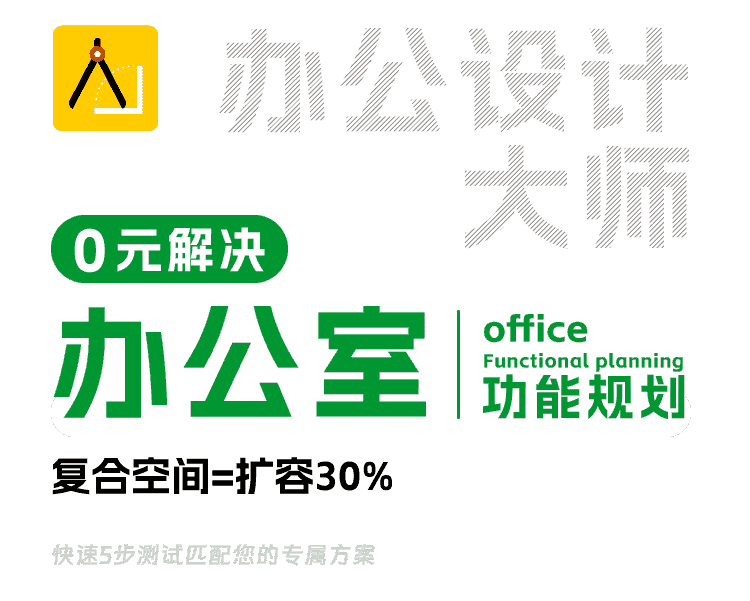 办公设计
大师
0元解决
办公室
office
Functional planning
功能规划
复合空间=扩容30%
快速5步测试匹配您的专属方案